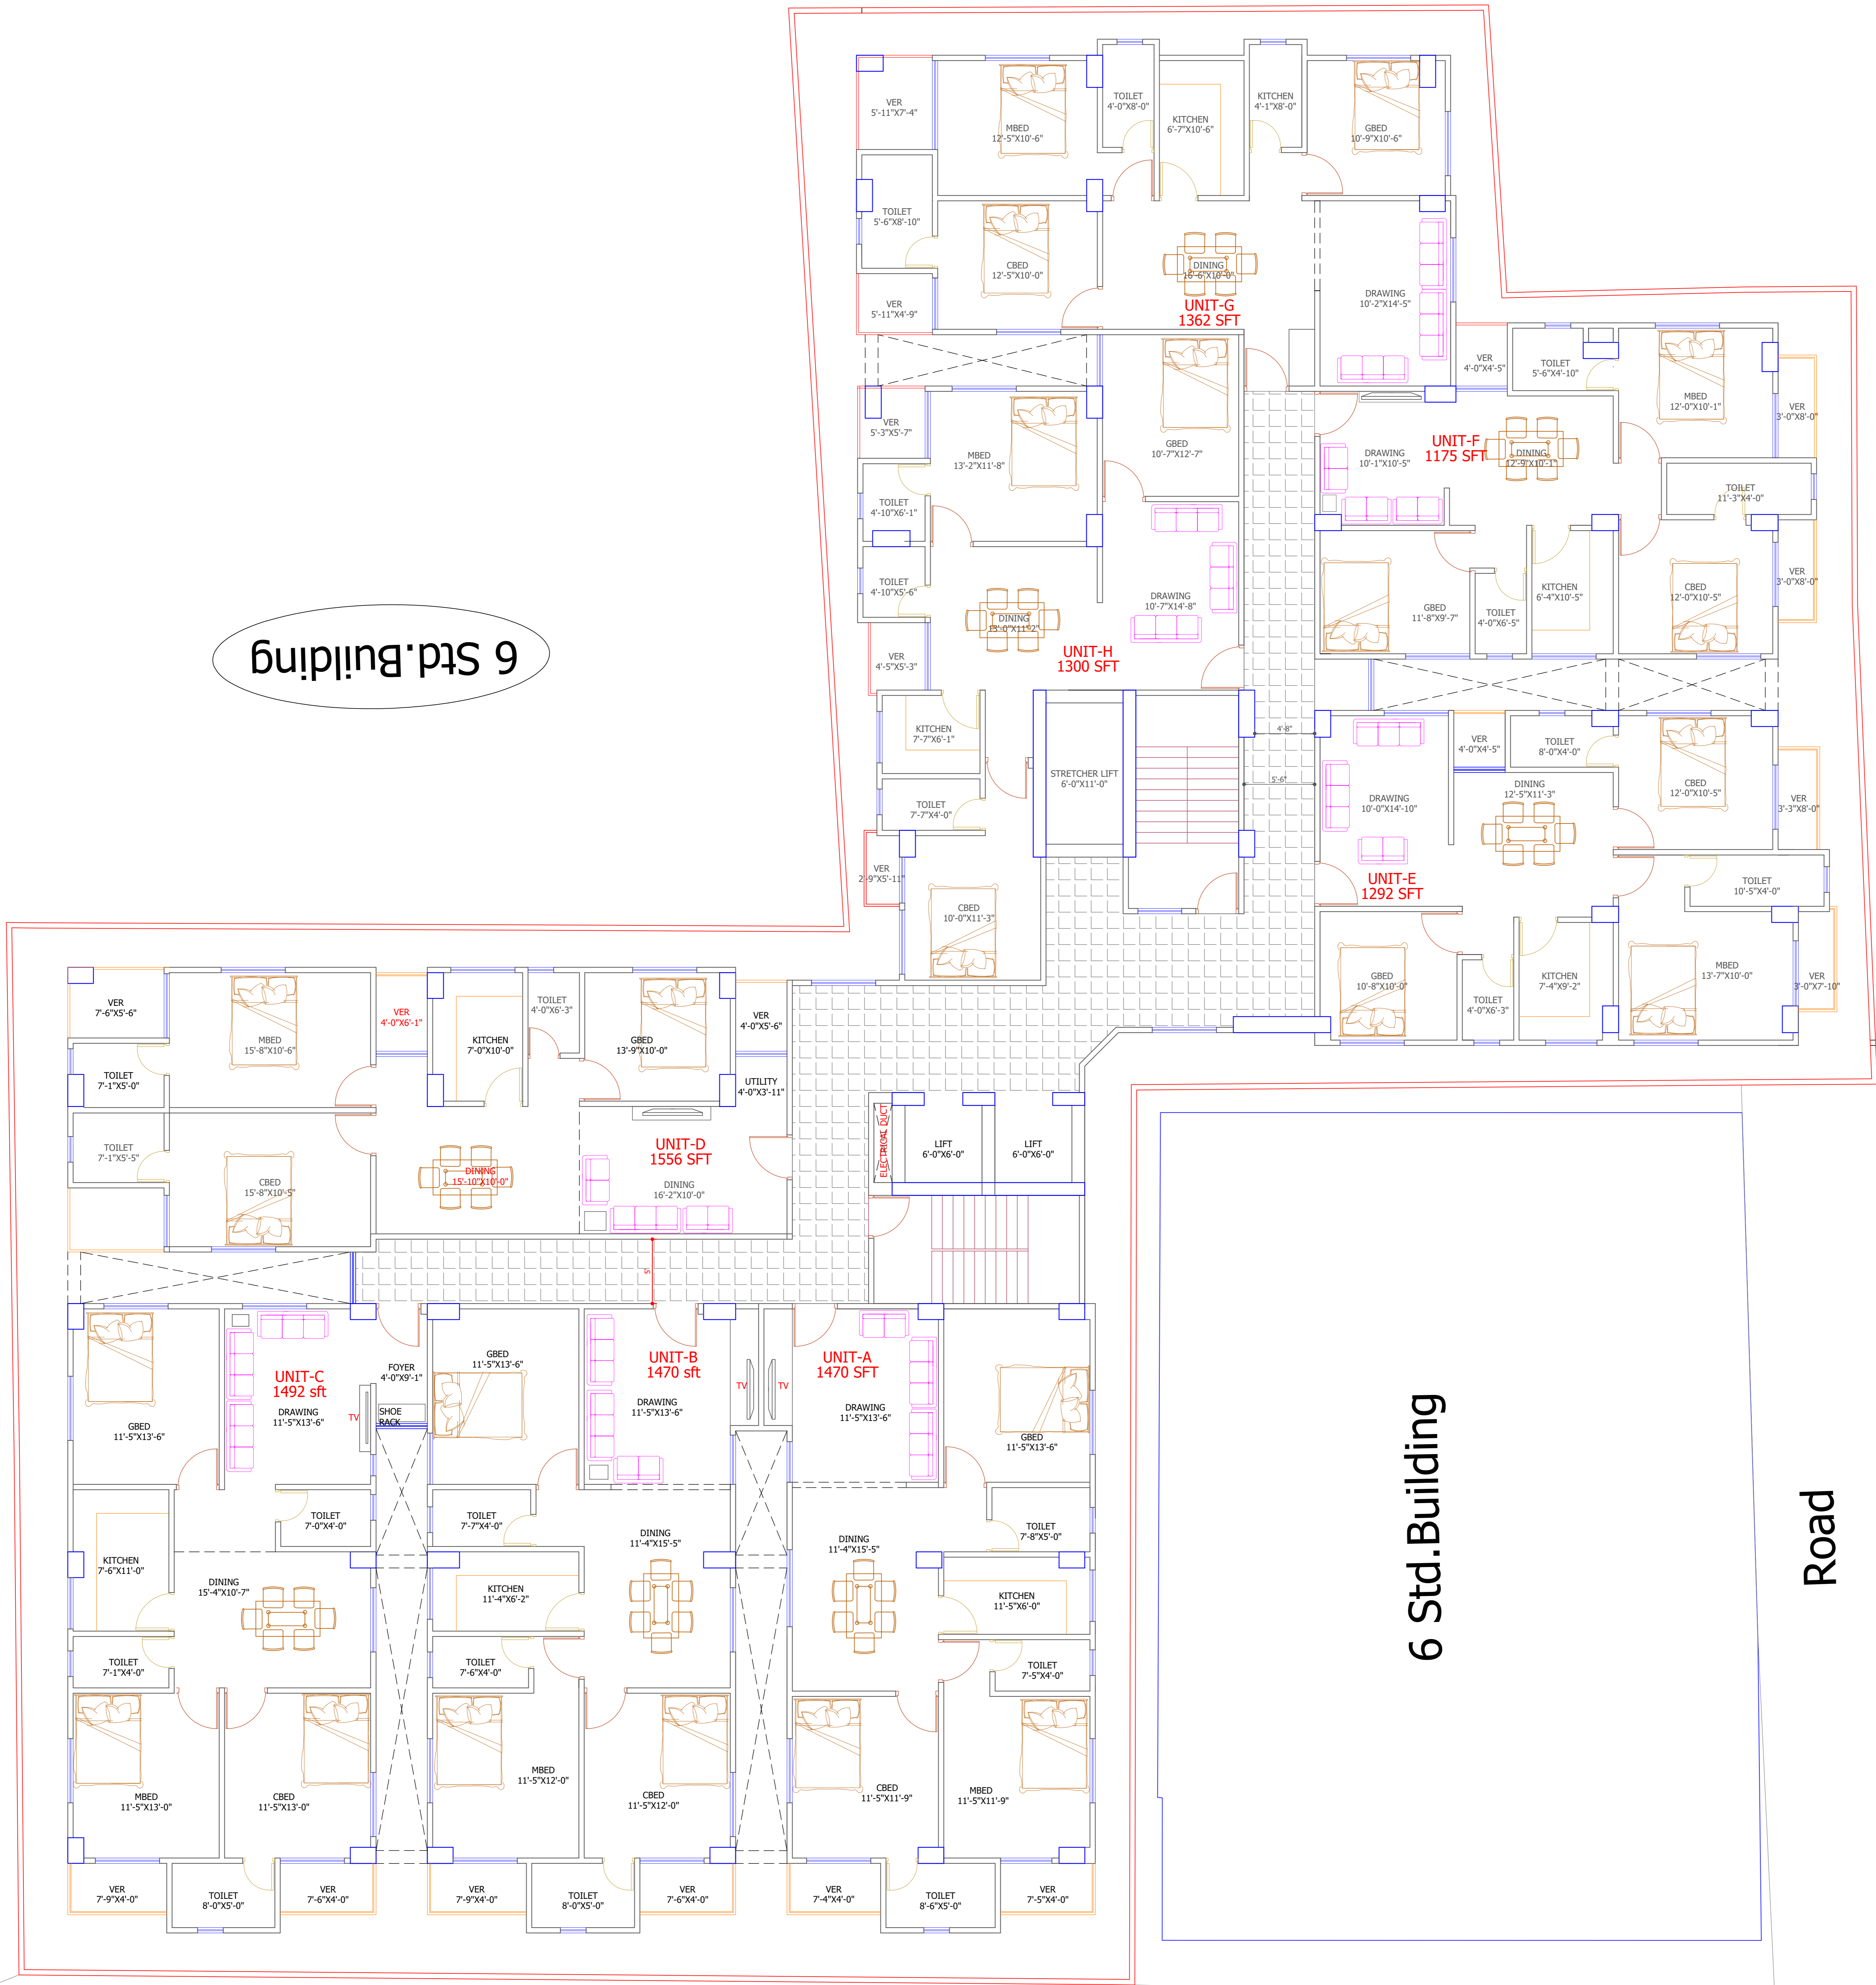 VER
5'-11"X7'-4"
MBED
12'-5"X10'-6"
TOILET
4'-0"X8'-0"
KITCHEN
6'-7"X10'-6"
KITCHEN
4'-1"X8'-0"
GBED
10'-9"X10'-6"
TOILET
5'-6"X8'-10"
CBED
12'-5"X10'-0"
DINING
16'-6"X10'-0"
VER
5'-11"X4'-9"
UNIT-G
1362 SFT
DRAWING
10'-2"X14'-5"
VER
4'-0"X4'-5"
TOILET
5'-6"X4'-10"
MBED
12'-0"X10'-1"
VER
3'-0"X8'-0"
VER
5'-3"X5'-7"
MBED
13'-2"X11'-8"
GBED
10'-7"X12'-7"
DRAWING
10'-1"X10'-5"
UNIT-F
1175 SFT
DINING
12'-9"X10'-1"
TOILET
11'-3"X4'-0"
TOILET
4'-10"X6'-1"
TOILET
4'-10"X5'-6"
DRAWING
10'-7"X14'-8"
GBED
11'-8"X9'-7"
TOILET
4'-0"X6'-5"
KITCHEN
6'-4"X10'-5"
CBED
12'-0"X10'-5"
VER
3'-0"X8'-0"
DINING
13'-0"X11'-2"
VER
4'-5"X5'-3"
UNIT-H
1300 SFT
6 Std.Building
KITCHEN
7'-7"X6'-1"
4'-8"
5'-6"
STRETCHER LIFT
6'-0"X11'-0"
TOILET
7'-7"X4'-0"
DRAWING
10'-0"X14'-10"
VER
4'-0"X4'-5"
TOILET
8'-0"X4'-0"
DINING
12'-5"X11'-3"
CBED
12'-0"X10'-5"
VER
3'-3"X8'-0"
VER
2'-9"X5'-11"
CBED
10'-0"X11'-3"
UNIT-E
1292 SFT
TOILET
10'-5"X4'-0"
GBED
10'-8"X10'-0"
TOILET
4'-0"X6'-3"
KITCHEN
7'-4"X9'-2"
MBED
13'-7"X10'-0"
VER
3'-0"X7'-10"
VER
7'-6"X5'-6"
MBED
15'-8"X10'-6"
VER
4'-0"X6'-1"
KITCHEN
7'-0"X10'-0"
TOILET
4'-0"X6'-3"
GBED
13'-9"X10'-0"
VER
4'-0"X5'-6"
TOILET
7'-1"X5'-0"
UTILITY
4'-0"X3'-11"
TOILET
7'-1"X5'-5"
CBED
15'-8"X10'-5"
DINING
15'-10"X10'-0"
UNIT-D
1556 SFT
DINING
16'-2"X10'-0"
ELECTRICAL DUCT
LIFT
6'-0"X6'-0"
LIFT
6'-0"X6'-0"
5'
GBED
11'-5"X13'-6"
UNIT-C
1492 sft
DRAWING
11'-5"X13'-6"
TV
FOYER
4'-0"X9'-1"
SHOE
RACK
GBED
11'-5"X13'-6"
UNIT-B
1470 sft
DRAWING
11'-5"X13'-6"
TV
TV
UNIT-A
1470 SFT
DRAWING
11'-5"X13'-6"
GBED
11'-5"X13'-6"
TOILET
7'-0"X4'-0"
TOILET
7'-7"X4'-0"
DINING
11'-4"X15'-5"
DINING
11'-4"X15'-5"
TOILET
7'-8"X5'-0"
KITCHEN
7'-6"X11'-0"
DINING
15'-4"X10'-7"
KITCHEN
11'-4"X6'-2"
KITCHEN
11'-5"X6'-0"
TOILET
7'-1"X4'-0"
TOILET
7'-6"X4'-0"
TOILET
7'-5"X4'-0"
MBED
11'-5"X13'-0"
CBED
11'-5"X13'-0"
MBED
11'-5"X12'-0"
CBED
11'-5"X12'-0"
CBED
11'-5"X11'-9"
MBED
11'-5"X11'-9"
VER
7'-9"X4'-0"
TOILET
8'-0"X5'-0"
VER
7'-6"X4'-0"
VER
7'-9"X4'-0"
TOILET
8'-0"X5'-0"
VER
7'-6"X4'-0"
VER
7'-4"X4'-0"
TOILET
8'-6"X5'-0"
VER
7'-5"X4'-0"
6 Std.Building
Road